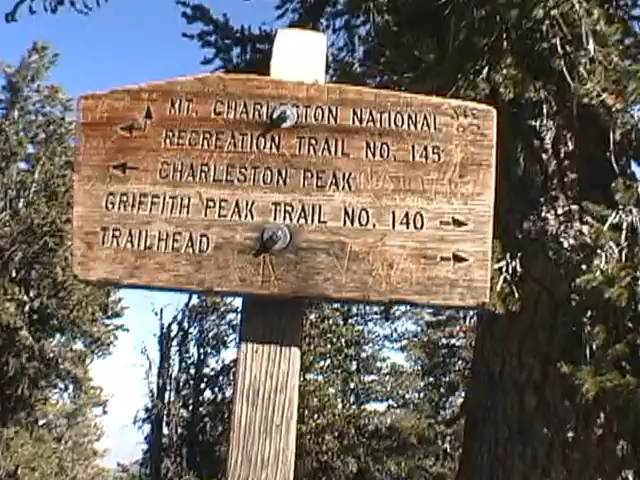 MT. CHARLESTON NATIONAL
RECREATION TRAIL NO. 145
CHARLESTON PEAK
GRIFFITH PEAK TRAIL NO. 140
TRAILHEAD